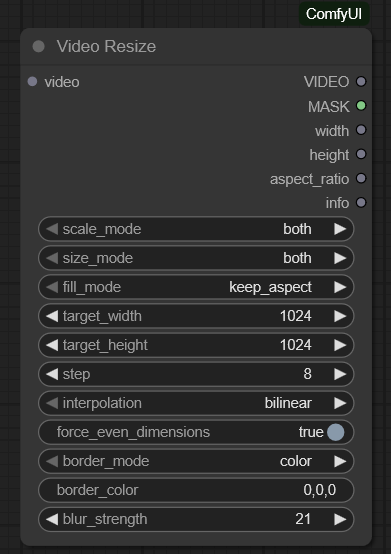 ComfyUI
Video Resize
video VIDEO
MASK
width
height
aspect_ratio
info
scale_mode both
size_mode both
fill_mode keep_aspect
target_width 1024
target_height 1024
step 8
interpolation bilinear
force_even_dimensions true
border_mode color
border_color 0,0,0
blur_strength 21